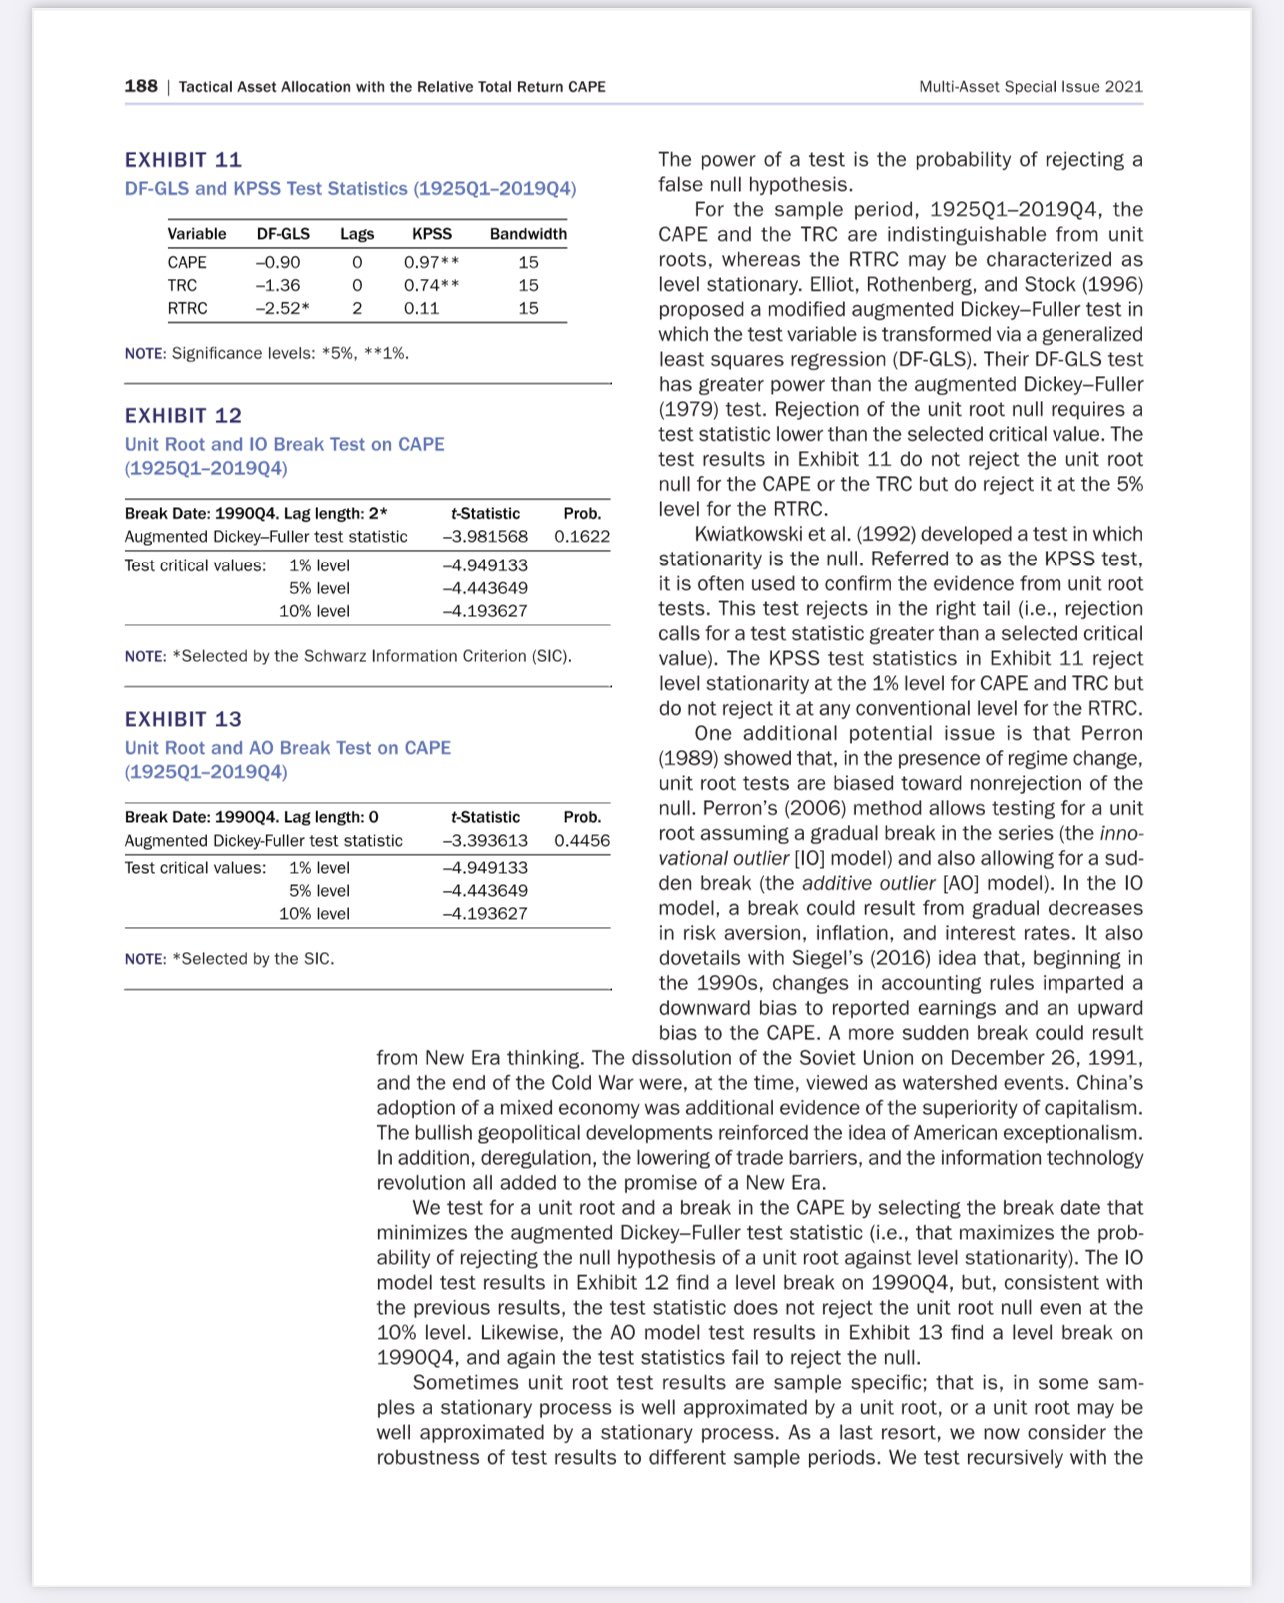 188 | Tactical Asset Allocation with the Relative Total Return CAPE
Multi-Asset Special Issue 2021
EXHIBIT 11
DF-GLS and KPSS Test Statistics (1925Q1–2019Q4)
Variable DF-GLS Lags KPSS Bandwidth
CAPE –0.90 0 0.97** 15
TRC –1.36 0 0.74** 15
RTRC –2.52* 2 0.11 15
NOTE: Significance levels: *5%, **1%.
EXHIBIT 12
Unit Root and IO Break Test on CAPE
(1925Q1–2019Q4)
Break Date: 1990Q4. Lag length: 2* t-Statistic Prob.
Augmented Dickey–Fuller test statistic –3.981568 0.1622
Test critical values: 1% level –4.949133
5% level –4.443649
10% level –4.193627
NOTE: *Selected by the Schwarz Information Criterion (SIC).
EXHIBIT 13
Unit Root and AO Break Test on CAPE
(1925Q1–2019Q4)
Break Date: 1990Q4. Lag length: 0 t-Statistic Prob.
Augmented Dickey-Fuller test statistic –3.393613 0.4456
Test critical values: 1% level –4.949133
5% level –4.443649
10% level –4.193627
NOTE: *Selected by the SIC.
The power of a test is the probability of rejecting a
false null hypothesis.
For the sample period, 1925Q1–2019Q4, the
CAPE and the TRC are indistinguishable from unit
roots, whereas the RTRC may be characterized as
level stationary. Elliot, Rothenberg, and Stock (1996)
proposed a modified augmented Dickey–Fuller test in
which the test variable is transformed via a generalized
least squares regression (DF-GLS). Their DF-GLS test
has greater power than the augmented Dickey–Fuller
(1979) test. Rejection of the unit root null requires a
test statistic lower than the selected critical value. The
test results in Exhibit 11 do not reject the unit root
null for the CAPE or the TRC but do reject it at the 5%
level for the RTRC.
Kwiatkowski et al. (1992) developed a test in which
stationarity is the null. Referred to as the KPSS test,
it is often used to confirm the evidence from unit root
tests. This test rejects in the right tail (i.e., rejection
calls for a test statistic greater than a selected critical
value). The KPSS test statistics in Exhibit 11 reject
level stationarity at the 1% level for CAPE and TRC but
do not reject it at any conventional level for the RTRC.
One additional potential issue is that Perron
(1989) showed that, in the presence of regime change,
unit root tests are biased toward nonrejection of the
null. Perron’s (2006) method allows testing for a unit
root assuming a gradual break in the series (the inno-
vational outlier [IO] model) and also allowing for a sud-
den break (the additive outlier [AO] model). In the IO
model, a break could result from gradual decreases
in risk aversion, inflation, and interest rates. It also
dovetails with Siegel’s (2016) idea that, beginning in
the 1990s, changes in accounting rules imparted a
downward bias to reported earnings and an upward
bias to the CAPE. A more sudden break could result
from New Era thinking. The dissolution of the Soviet Union on December 26, 1991,
and the end of the Cold War were, at the time, viewed as watershed events. China’s
adoption of a mixed economy was additional evidence of the superiority of capitalism.
The bullish geopolitical developments reinforced the idea of American exceptionalism.
In addition, deregulation, the lowering of trade barriers, and the information technology
revolution all added to the promise of a New Era.
We test for a unit root and a break in the CAPE by selecting the break date that
minimizes the augmented Dickey–Fuller test statistic (i.e., that maximizes the prob-
ability of rejecting the null hypothesis of a unit root against level stationarity). The IO
model test results in Exhibit 12 find a level break on 1990Q4, but, consistent with
the previous results, the test statistic does not reject the unit root null even at the
10% level. Likewise, the AO model test results in Exhibit 13 find a level break on
1990Q4, and again the test statistics fail to reject the null.
Sometimes unit root test results are sample specific; that is, in some sam-
ples a stationary process is well approximated by a unit root, or a unit root may be
well approximated by a stationary process. As a last resort, we now consider the
robustness of test results to different sample periods. We test recursively with the